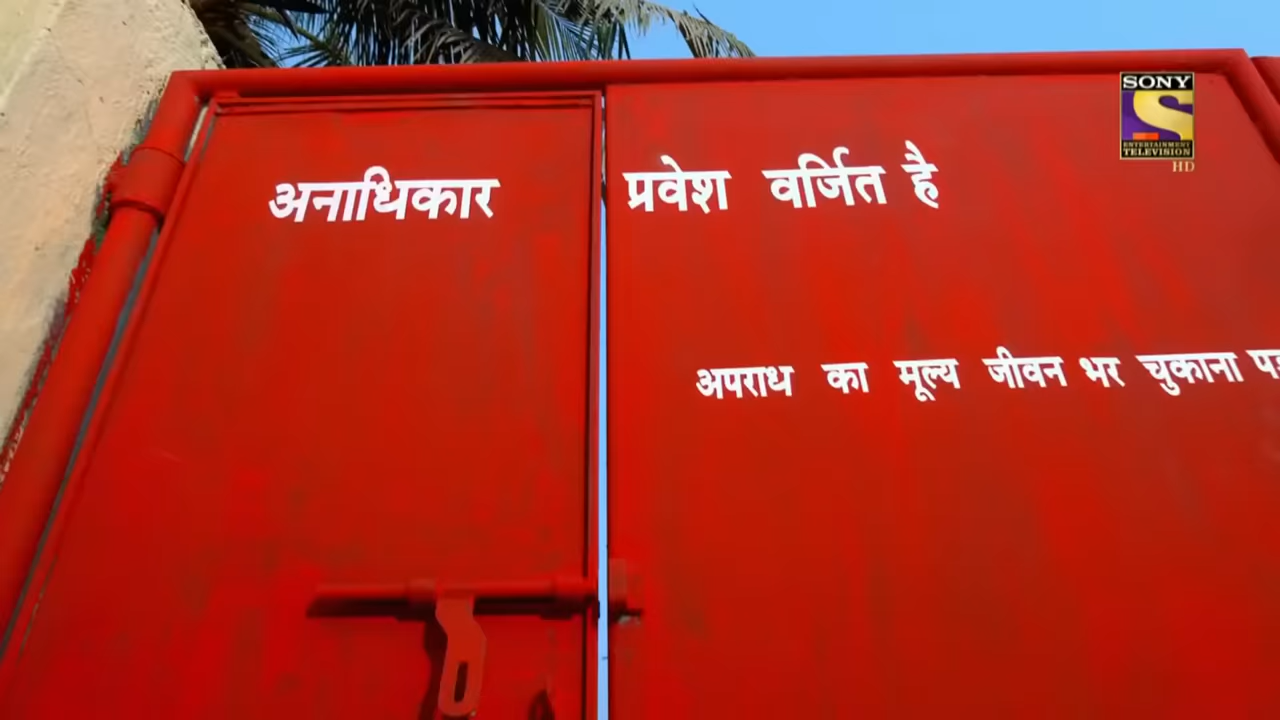 अनाधिकार प्रवेश वर्जित है
अपराध का मूल्य जीवन भर चुकाना
SONY
ENTERTAINMENT
TELEVISION
HD